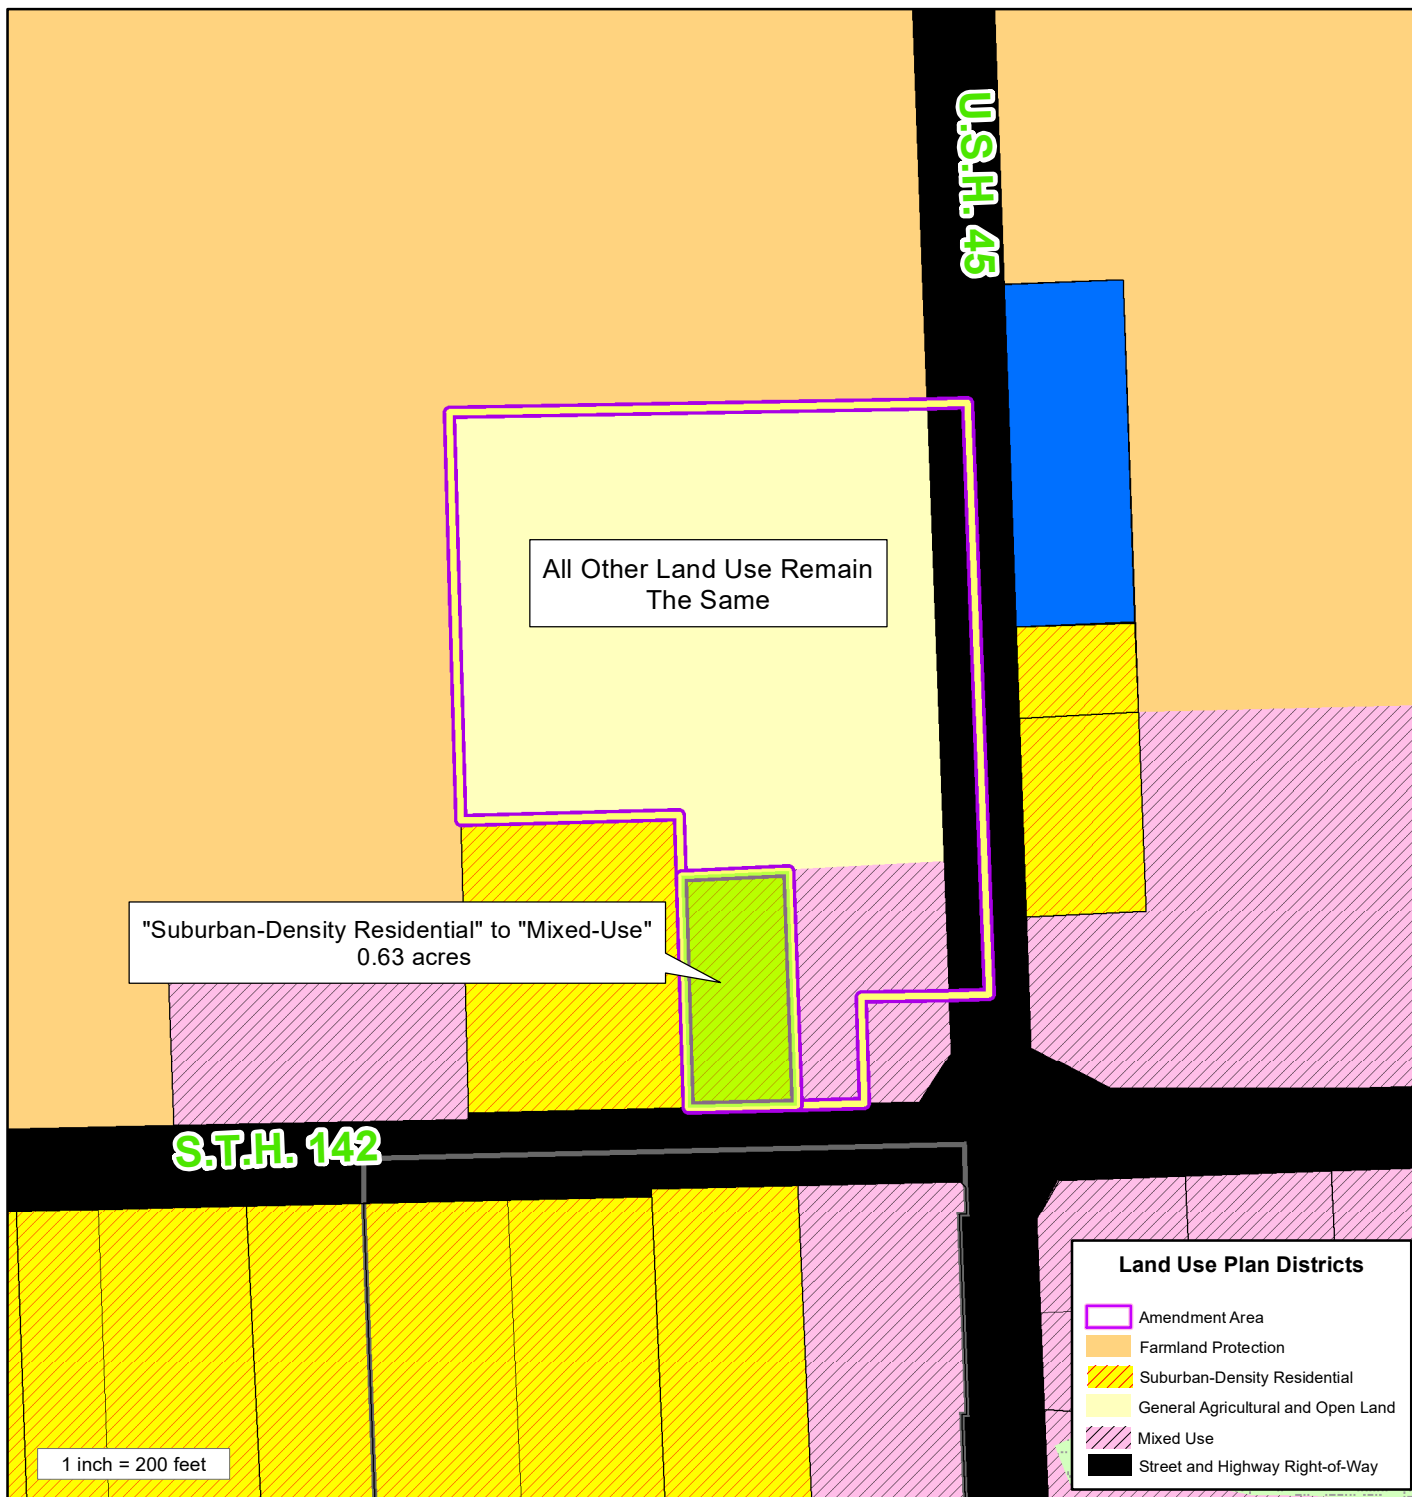 U.S.H. 45
All Other Land Use Remain
The Same
"Suburban-Density Residential" to "Mixed-Use"
0.63 acres
S.T.H. 142
Land Use Plan Districts
Amendment Area
Farmland Protection
Suburban-Density Residential
General Agricultural and Open Land
Mixed Use
Street and Highway Right-of-Way
1 inch = 200 feet